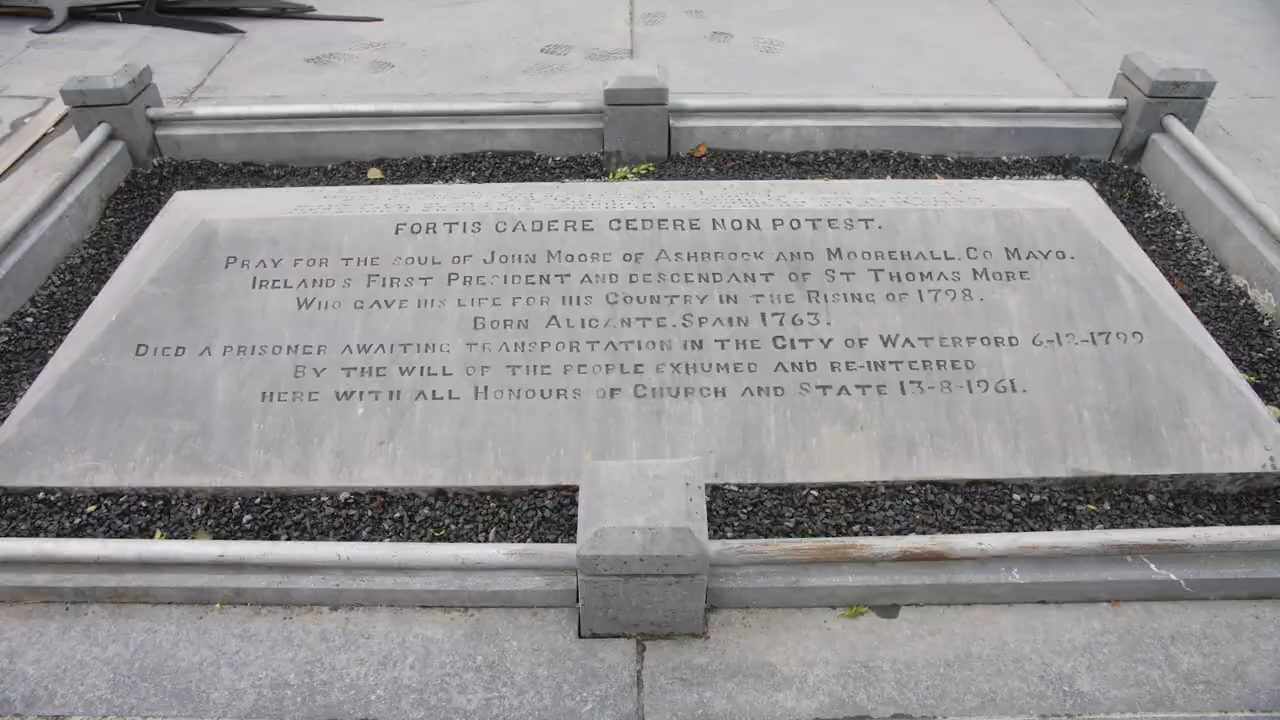 FORTIS CADERE CEDERE NON POTEST.
PRAY FOR THE SOUL OF JOHN MOORE OF ASHBROCK AND MOOREHALL. CO MAYO.
IRELANDS FIRST PRESIDENT AND DESCENDANT OF ST THOMAS MORE
WHO GAVE HIS LIFE FOR HIS COUNTRY IN THE RISING OF 1798.
BORN ALICANTE. SPAIN 1763.
DIED A PRISONER AWAITING TRANSPORTATION IN THE CITY OF WATERFORD 6-12-1799
BY THE WILL OF THE PEOPLE EXHUMED AND RE-INTERRED
HERE WITH ALL HONOURS OF CHURCH AND STATE 13-8-1961.